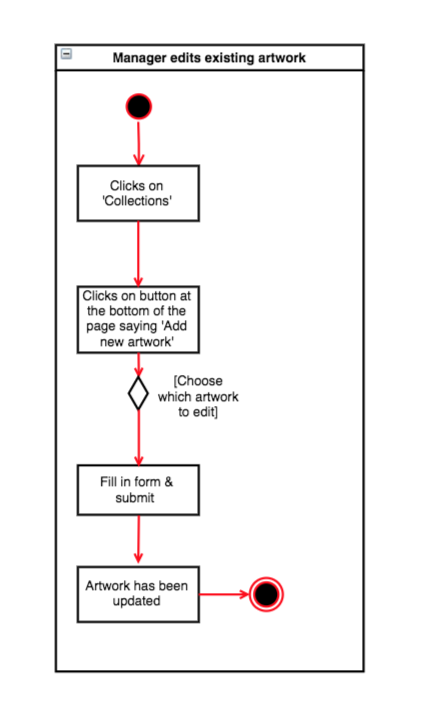 Manager edits existing artwork
Clicks on
'Collections'
Clicks on button at
the bottom of the
page saying 'Add
new artwork'
[Choose
which artwork
to edit]
Fill in form &
submit
Artwork has been
updated